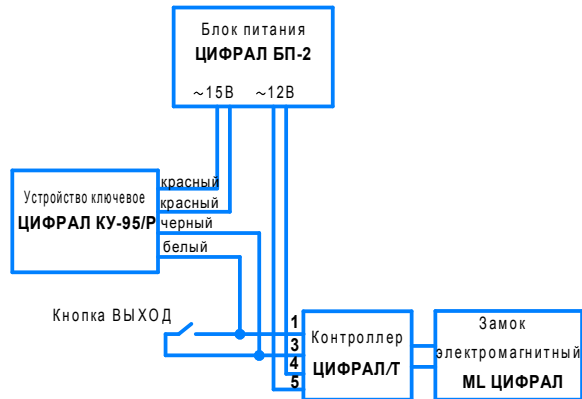 Блок питания
ЦИФРАЛ БП-2
~15В ~12В
красный
Устройство ключевое
красный
ЦИФРАЛ КУ-95/Р
черный
белый
Кнопка ВЫХОД
1
3
4
5
Контроллер
ЦИФРАЛ/Т
Замок
электромагнитный
ML ЦИФРАЛ